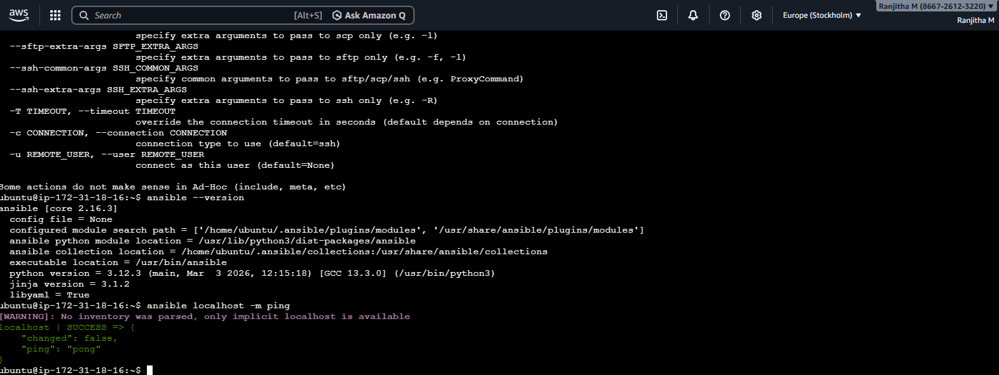 aws
Search [Alt+S] Ask Amazon Q Europe (Stockholm) Ranjitha M (8667-2612-3220)
Ranjitha M
specify extra arguments to pass to scp only (e.g. -l)
--sftp-extra-args SFTP_EXTRA_ARGS
specify extra arguments to pass to sftp only (e.g. -f, -l)
--ssh-common-args SSH_COMMON_ARGS
specify common arguments to pass to sftp/scp/ssh (e.g. ProxyCommand)
--ssh-extra-args SSH_EXTRA_ARGS
specify extra arguments to pass to ssh only (e.g. -R)
-T TIMEOUT, --timeout TIMEOUT
override the connection timeout in seconds (default depends on connection)
-c CONNECTION, --connection CONNECTION
connection type to use (default=ssh)
-u REMOTE_USER, --user REMOTE_USER
connect as this user (default=None)
Some actions do not make sense in Ad-Hoc (include, meta, etc)
ubuntu@ip-172-31-18-16:~$ ansible --version
ansible [core 2.16.3]
config file = None
configured module search path = ['/home/ubuntu/.ansible/plugins/modules', '/usr/share/ansible/plugins/modules']
ansible python module location = /usr/lib/python3/dist-packages/ansible
ansible collection location = /home/ubuntu/.ansible/collections:/usr/share/ansible/collections
executable location = /usr/bin/ansible
python version = 3.12.3 (main, Mar  3 2026, 12:15:18) [GCC 13.3.0] (/usr/bin/python3)
jinja version = 3.1.2
libyaml = True
ubuntu@ip-172-31-18-16:~$ ansible localhost -m ping
[WARNING]: No inventory was parsed, only implicit localhost is available
localhost | SUCCESS => {
"changed": false,
"ping": "pong"
}
ubuntu@ip-172-31-18-16:~$